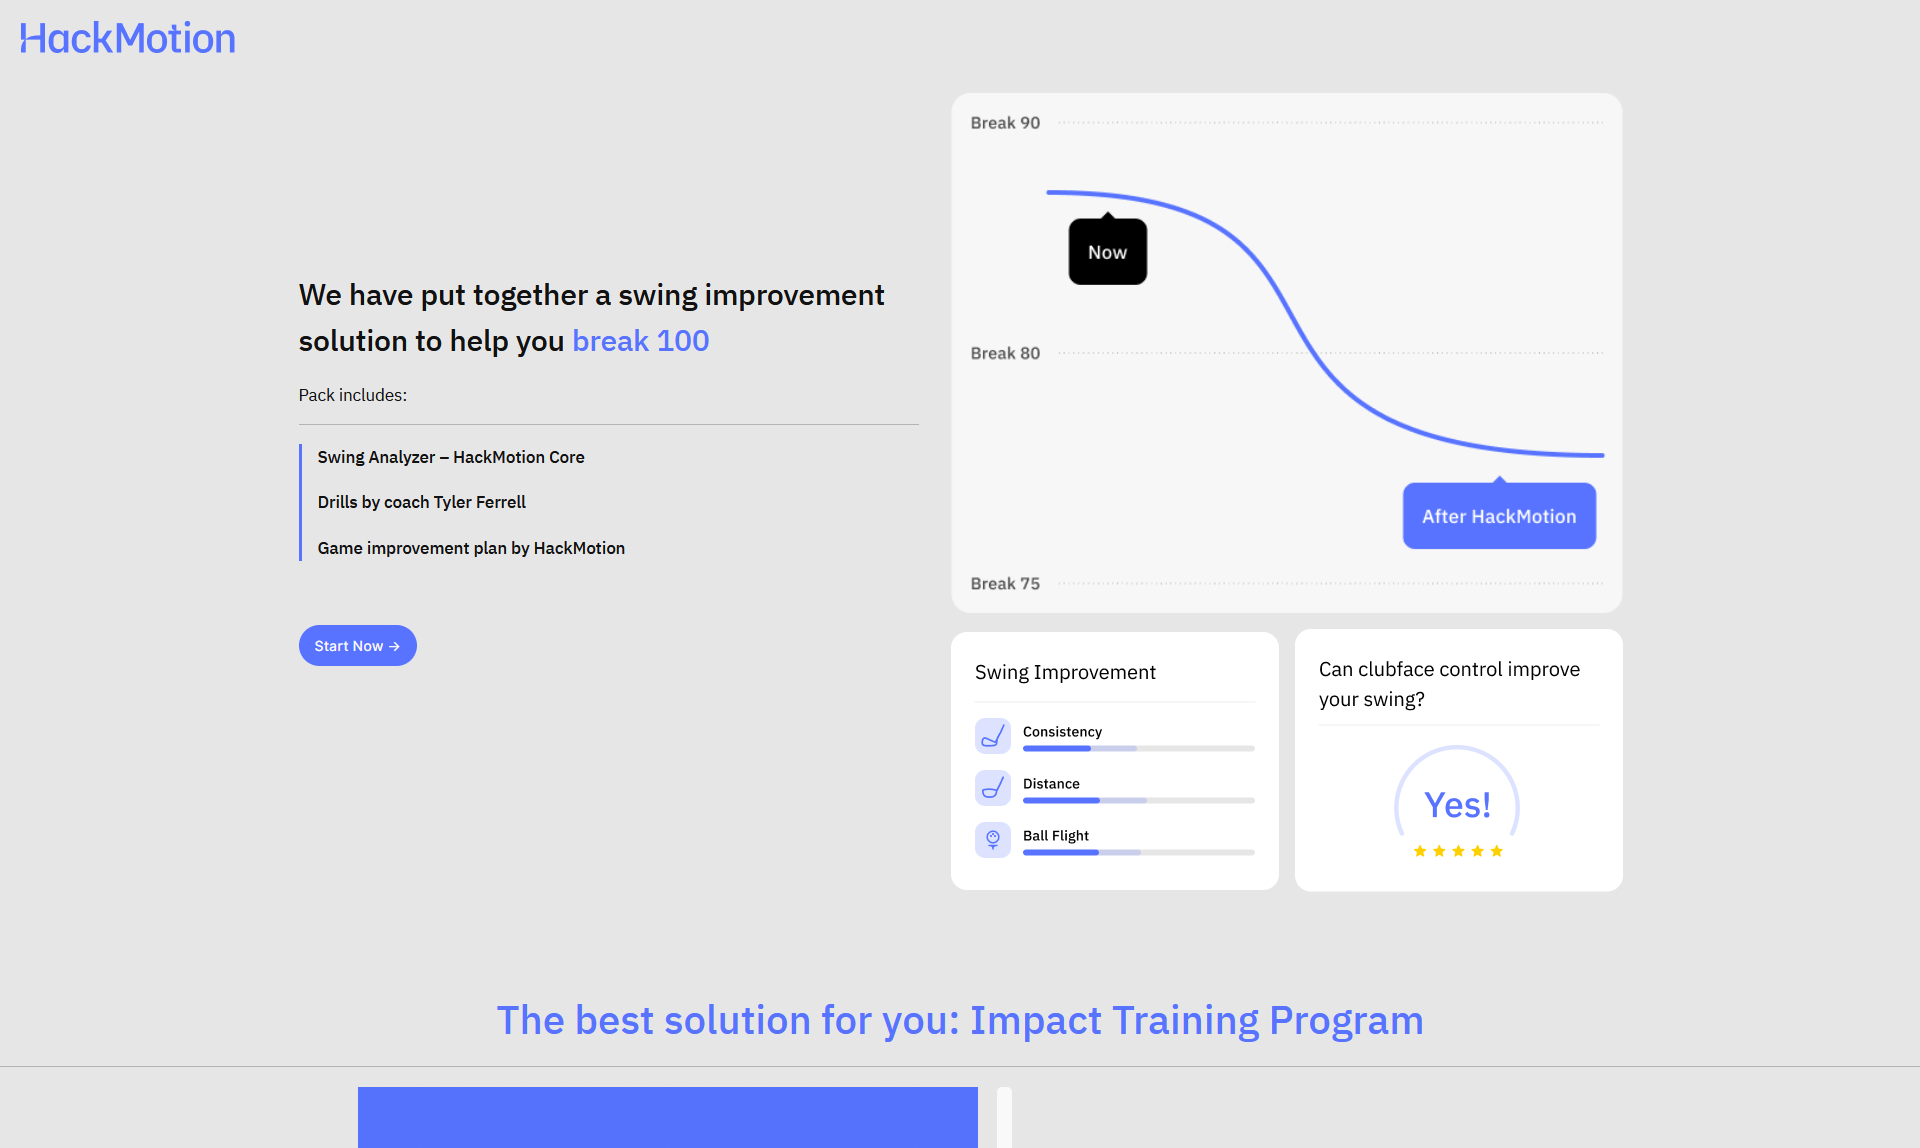 HackMotion
We have put together a swing improvement
solution to help you break 100
Pack includes:
Swing Analyzer – HackMotion Core
Drills by coach Tyler Ferrell
Game improvement plan by HackMotion
Start Now →
Break 90
Now
Break 80
After HackMotion
Break 75
Swing Improvement
Consistency
Distance
Ball Flight
Can clubface control improve
your swing?
Yes!
The best solution for you: Impact Training Program